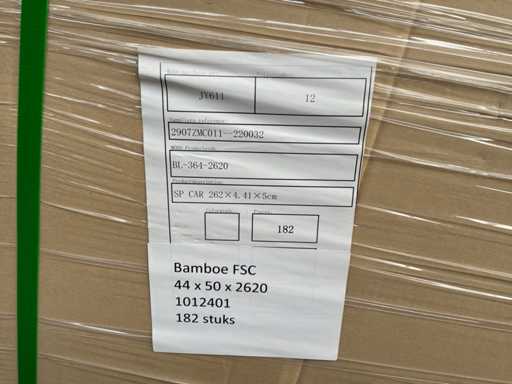 JY611 12
2907ZMC011--220032
BL-364-2620
SP CAR 262×4.41×5cm
182
Bamboe FSC
44 x 50 x 2620
1012401
182 stuks